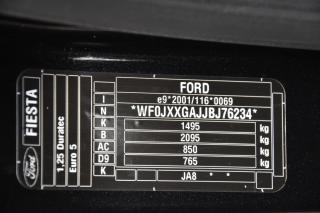 FORD
I e9*2001/116*0069
N *WF0JXXGAJJBJ76234*
K 1495 kg
B 2095 kg
AC 850 kg
D9 765 kg
K JA8
FIESTA
1,25 Duratec
Euro 5
Ford